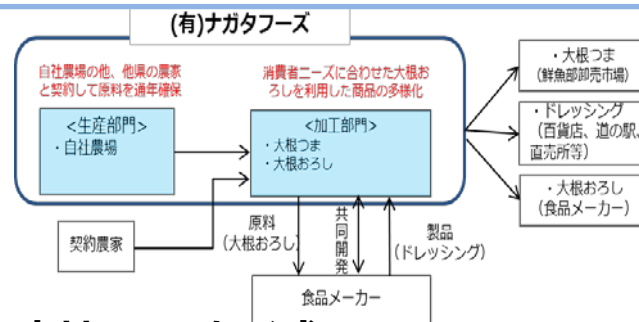 (有)ナガタフーズ
自社農場の他、他県の農家
と契約して原料を通年確保
消費者ニーズに合わせた大根お
ろしを利用した商品の多様化
<生産部門>
・自社農場
<加工部門>
・大根つま
・大根おろし
・大根つま
(鮮魚部卸売市場)
・ドレッシング
(百貨店、道の駅、
直売所等)
・大根おろし
(食品メーカー)
契約農家
原料
(大根おろし)
共同開発
製品
(ドレッシング)
食品メーカー